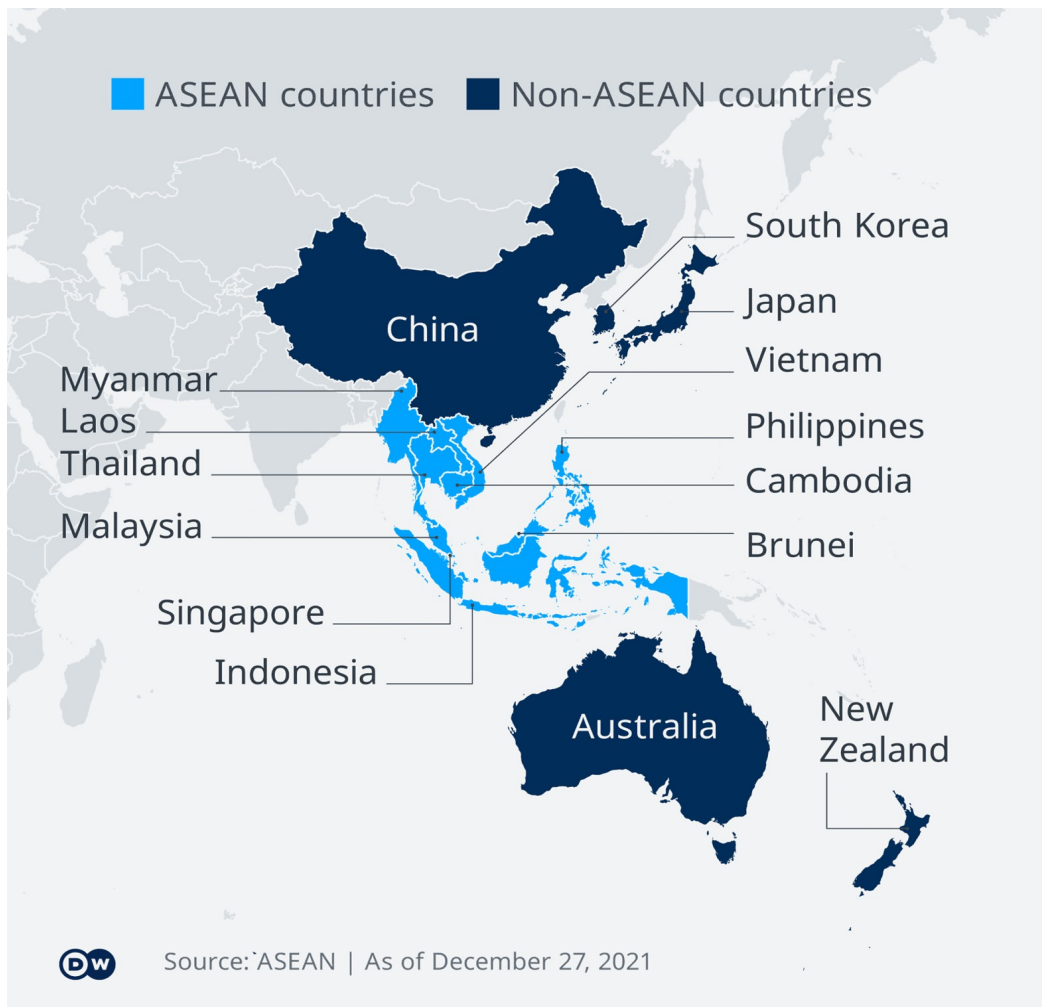 ASEAN countries
Non-ASEAN countries
South Korea
China
Japan
Vietnam
Myanmar
Laos
Philippines
Thailand
Cambodia
Malaysia
Brunei
Singapore
Indonesia
Australia
New
Zealand
DW
Source: ASEAN | As of December 27, 2021